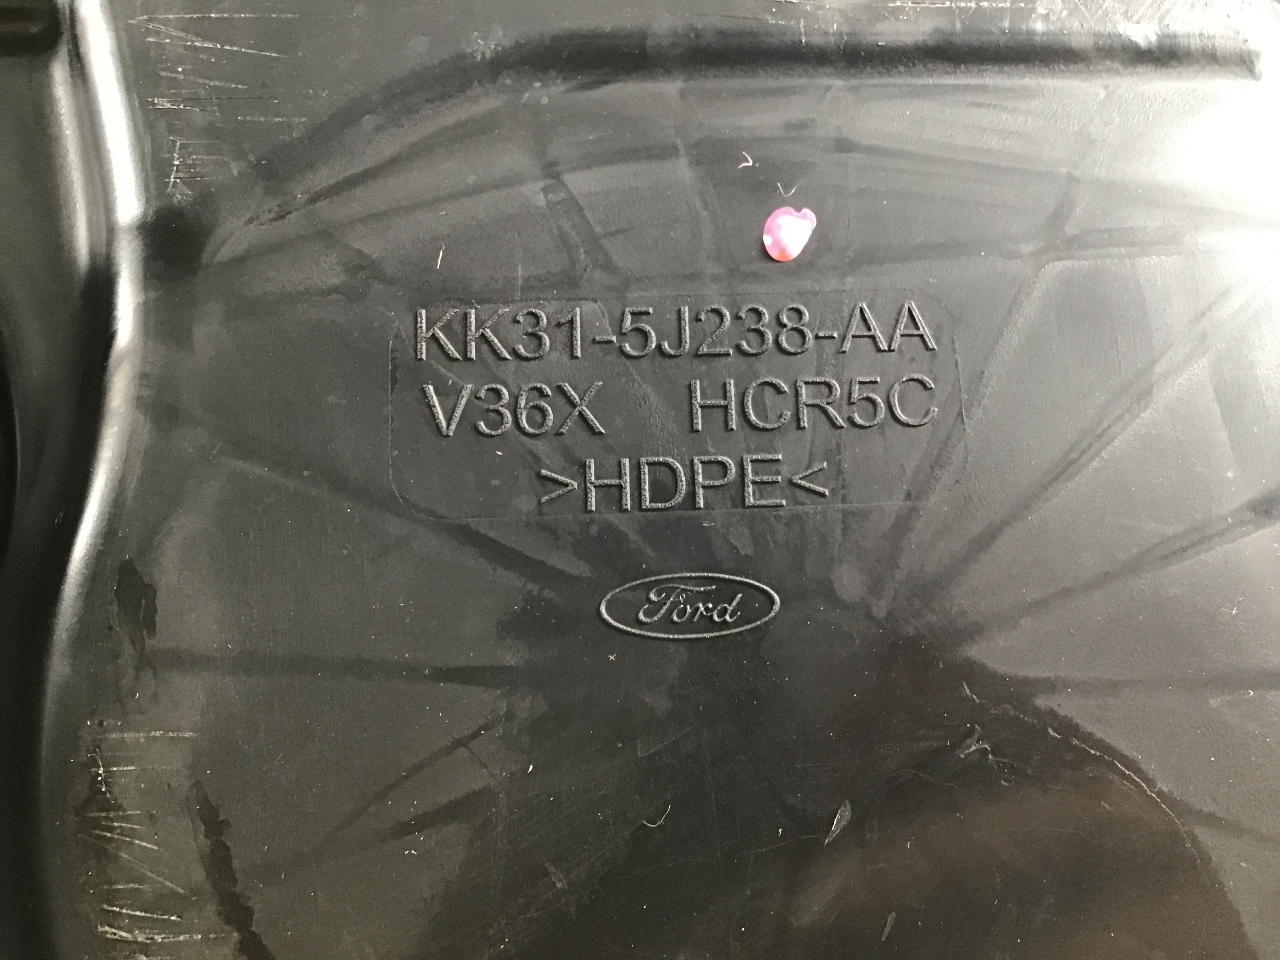 KK31-5J238-AA
V36X HCR5C
>HDPE<
Ford